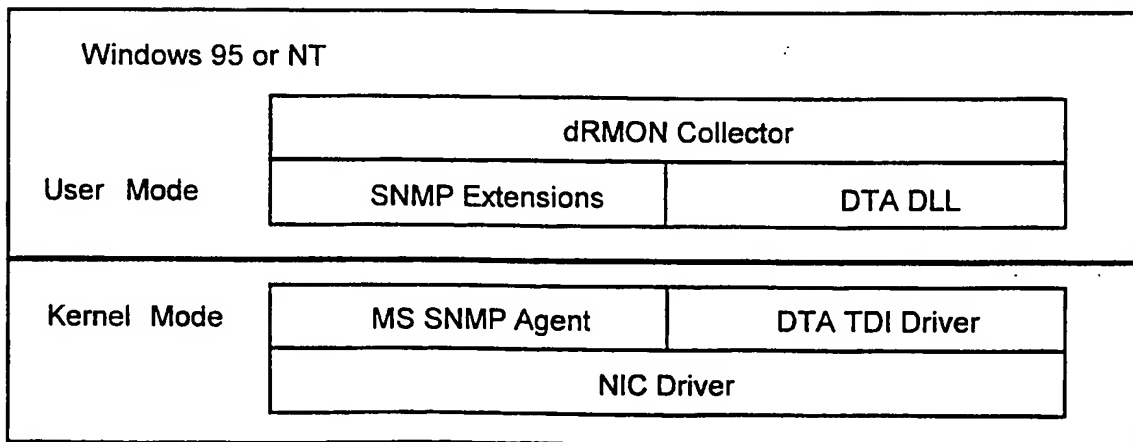 Windows 95 or NT
dRMON Collector
User Mode
SNMP Extensions
DTA DLL
Kernel Mode
MS SNMP Agent
DTA TDI Driver
NIC Driver